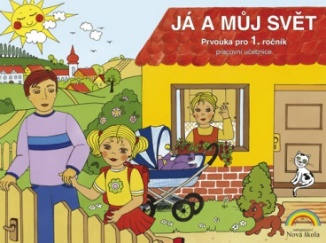 JÁ A MŮJ SVĚT
Prvouka pro 1. ročník
pracovní učebnice
Nová škola